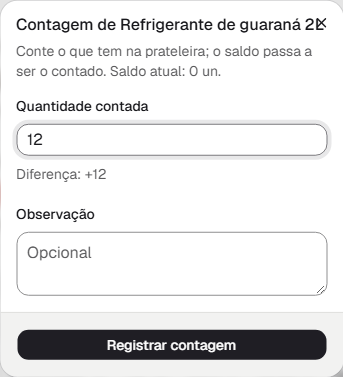 Contagem de Refrigerante de guaraná 2L
Conte o que tem na prateleira; o saldo passa a
ser o contado. Saldo atual: 0 un.
Quantidade contada
12
Diferença: +12
Observação
Opcional
Registrar contagem